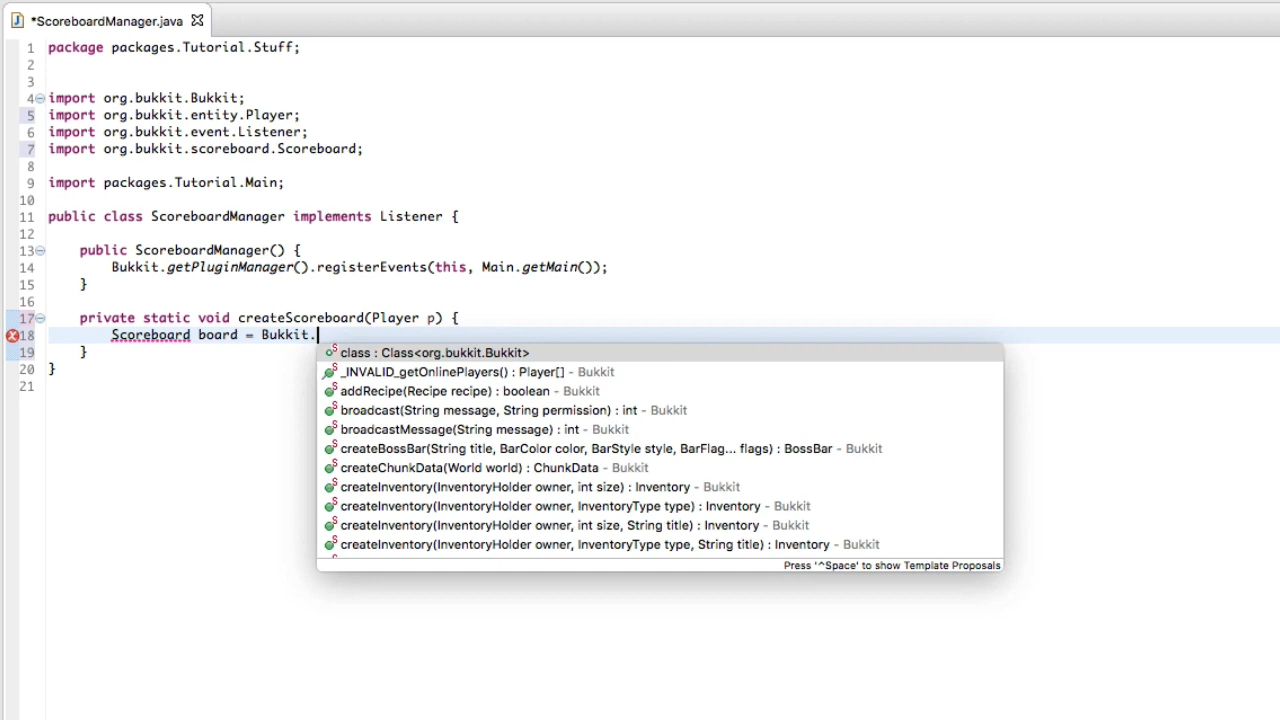 *ScoreboardManager.java
1 package packages.Tutorial.Stuff;
2
3
4 import org.bukkit.Bukkit;
5 import org.bukkit.entity.Player;
6 import org.bukkit.event.Listener;
7 import org.bukkit.scoreboard.Scoreboard;
8
9 import packages.Tutorial.Main;
10
11 public class ScoreboardManager implements Listener {
12
13     public ScoreboardManager() {
14         Bukkit.getPluginManager().registerEvents(this, Main.getMain());
15     }
16
17     private static void createScoreboard(Player p) {
18         Scoreboard board = Bukkit.
class : Class<org.bukkit.Bukkit>
_INVALID_getOnlinePlayers() : Player[] - Bukkit
addRecipe(Recipe recipe) : boolean - Bukkit
broadcast(String message, String permission) : int - Bukkit
broadcastMessage(String message) : int - Bukkit
createBossBar(String title, BarColor color, BarStyle style, BarFlag... flags) : BossBar - Bukkit
createChunkData(World world) : ChunkData - Bukkit
createInventory(InventoryHolder owner, int size) : Inventory - Bukkit
createInventory(InventoryHolder owner, InventoryType type) : Inventory - Bukkit
createInventory(InventoryHolder owner, int size, String title) : Inventory - Bukkit
createInventory(InventoryHolder owner, InventoryType type, String title) : Inventory - Bukkit
Press '^Space' to show Template Proposals
19     }
20 }
21